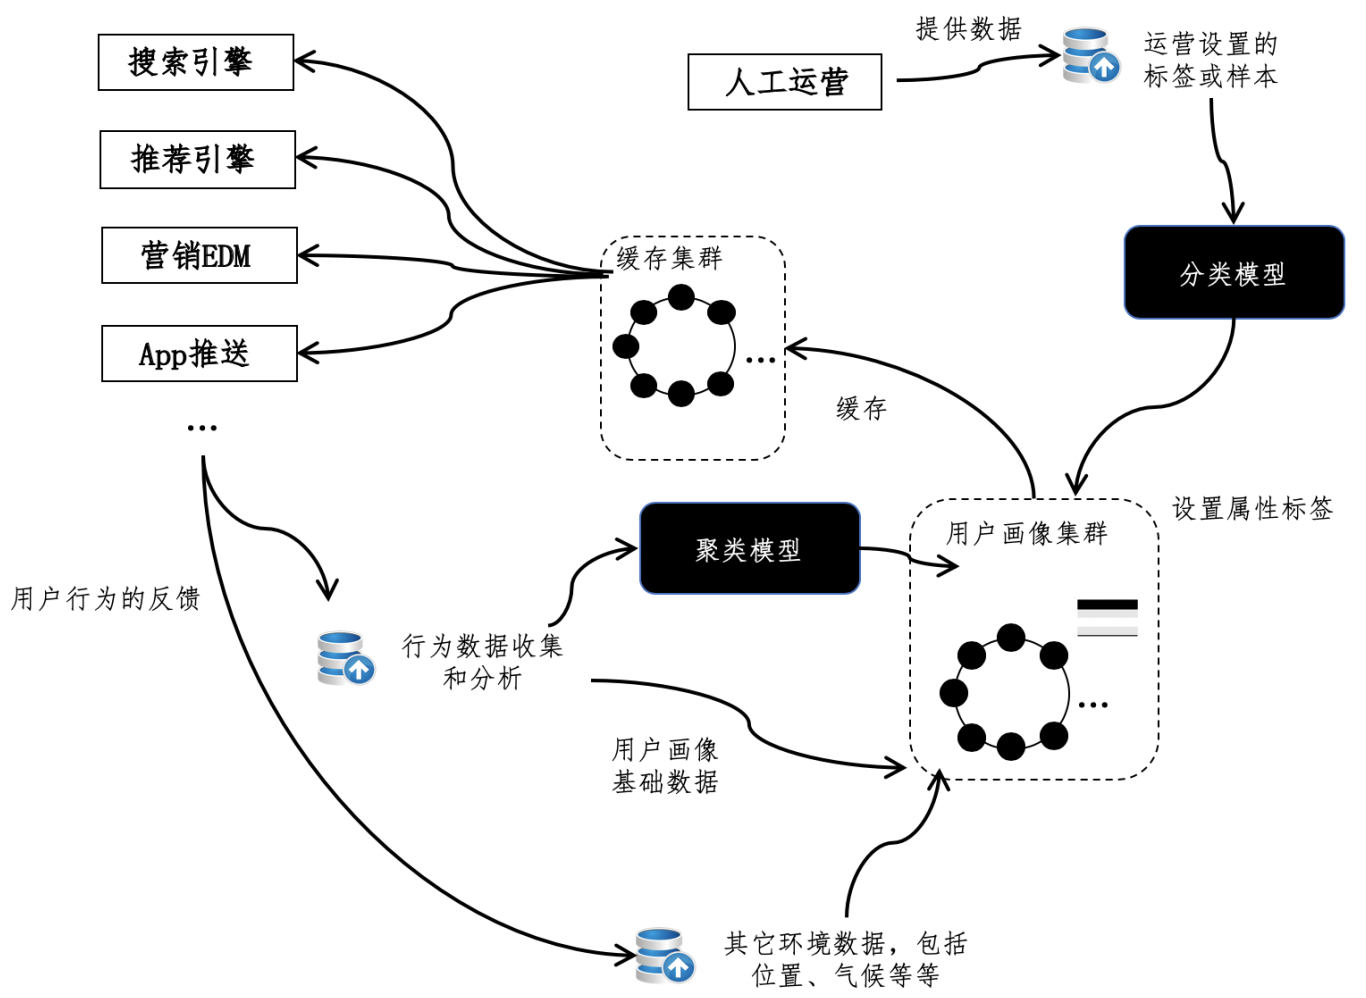 提供数据
运营设置的
标签或样本
搜索引擎
人工运营
推荐引擎
营销EDM
缓存集群
分类模型
App推送
...
...
缓存
设置属性标签
用户画像集群
聚类模型
用户行为的反馈
行为数据收集
和分析
...
用户画像
基础数据
其它环境数据，包括
位置、气候等等